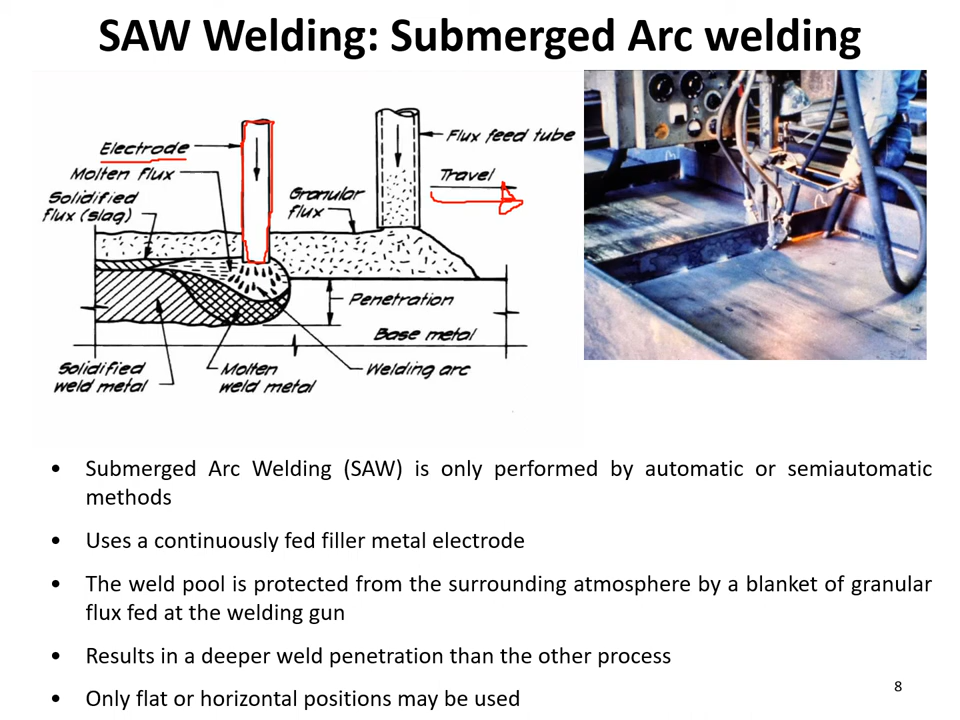 SAW Welding: Submerged Arc welding
Electrode
Molten flux
Solidified
flux (slag)
Granular
flux
Flux feed tube
Travel
Penetration
Base metal
Solidified
weld metal
Molten
weld metal
Welding arc
• Submerged Arc Welding (SAW) is only performed by automatic or semiautomatic
methods
• Uses a continuously fed filler metal electrode
• The weld pool is protected from the surrounding atmosphere by a blanket of granular
flux fed at the welding gun
• Results in a deeper weld penetration than the other process
• Only flat or horizontal positions may be used
8